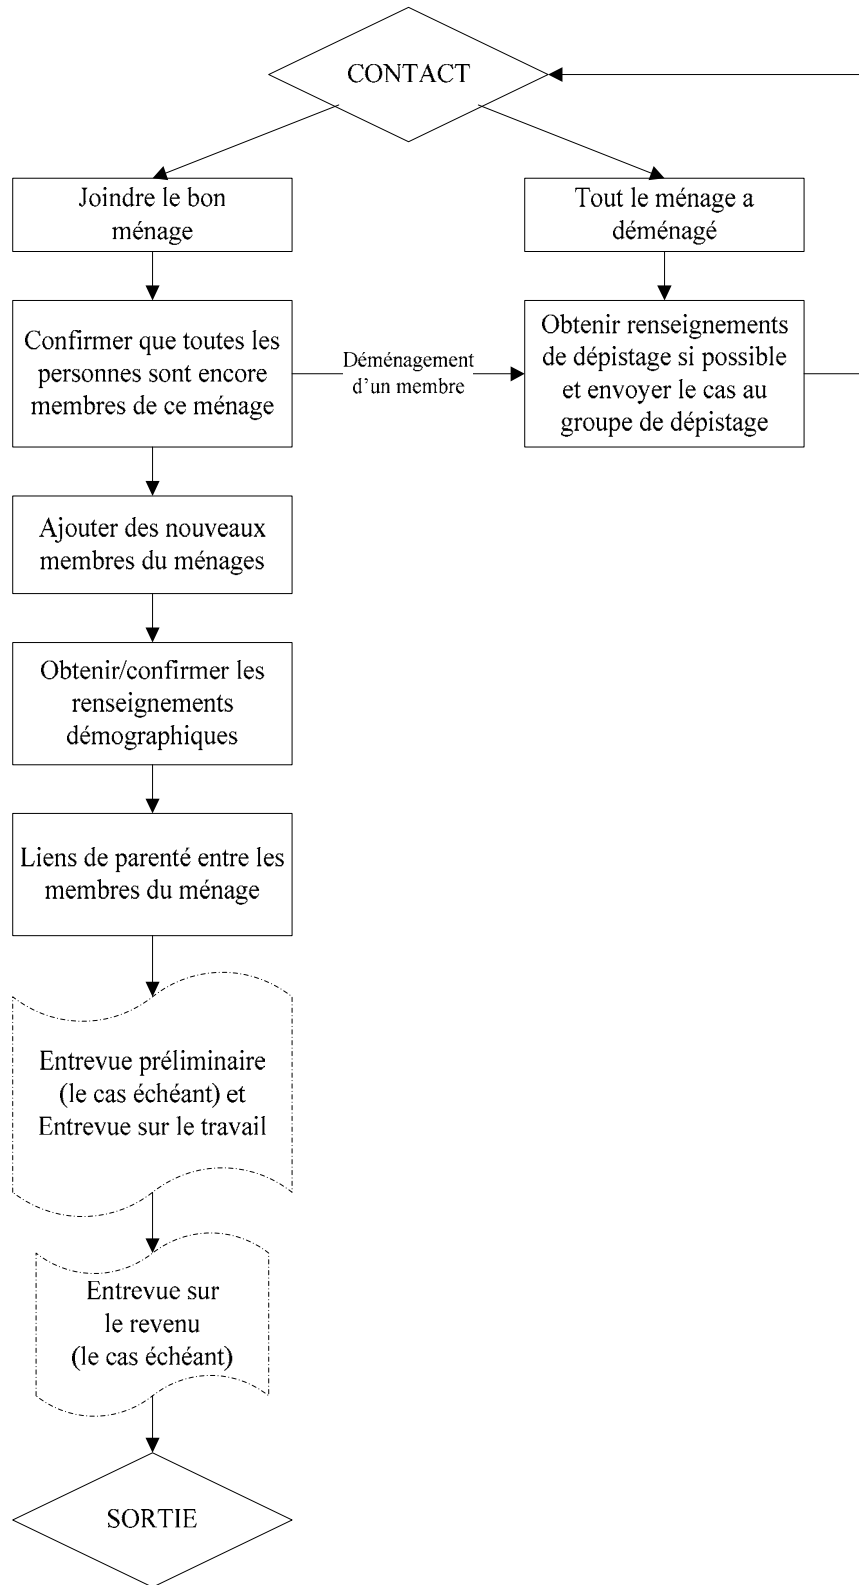 CONTACT
Joindre le bon
ménage
Tout le ménage a
déménagé
Confirmer que toutes les
personnes sont encore
membres de ce ménage
Déménagement
d'un membre
Obtenir renseignements
de dépistage si possible
et envoyer le cas au
groupe de dépistage
Ajouter des nouveaux
membres du ménages
Obtenir/confirmer les
renseignements
démographiques
Liens de parenté entre les
membres du ménage
Entrevue préliminaire
(le cas échéant) et
Entrevue sur le travail
Entrevue sur
le revenu
(le cas échéant)
SORTIE